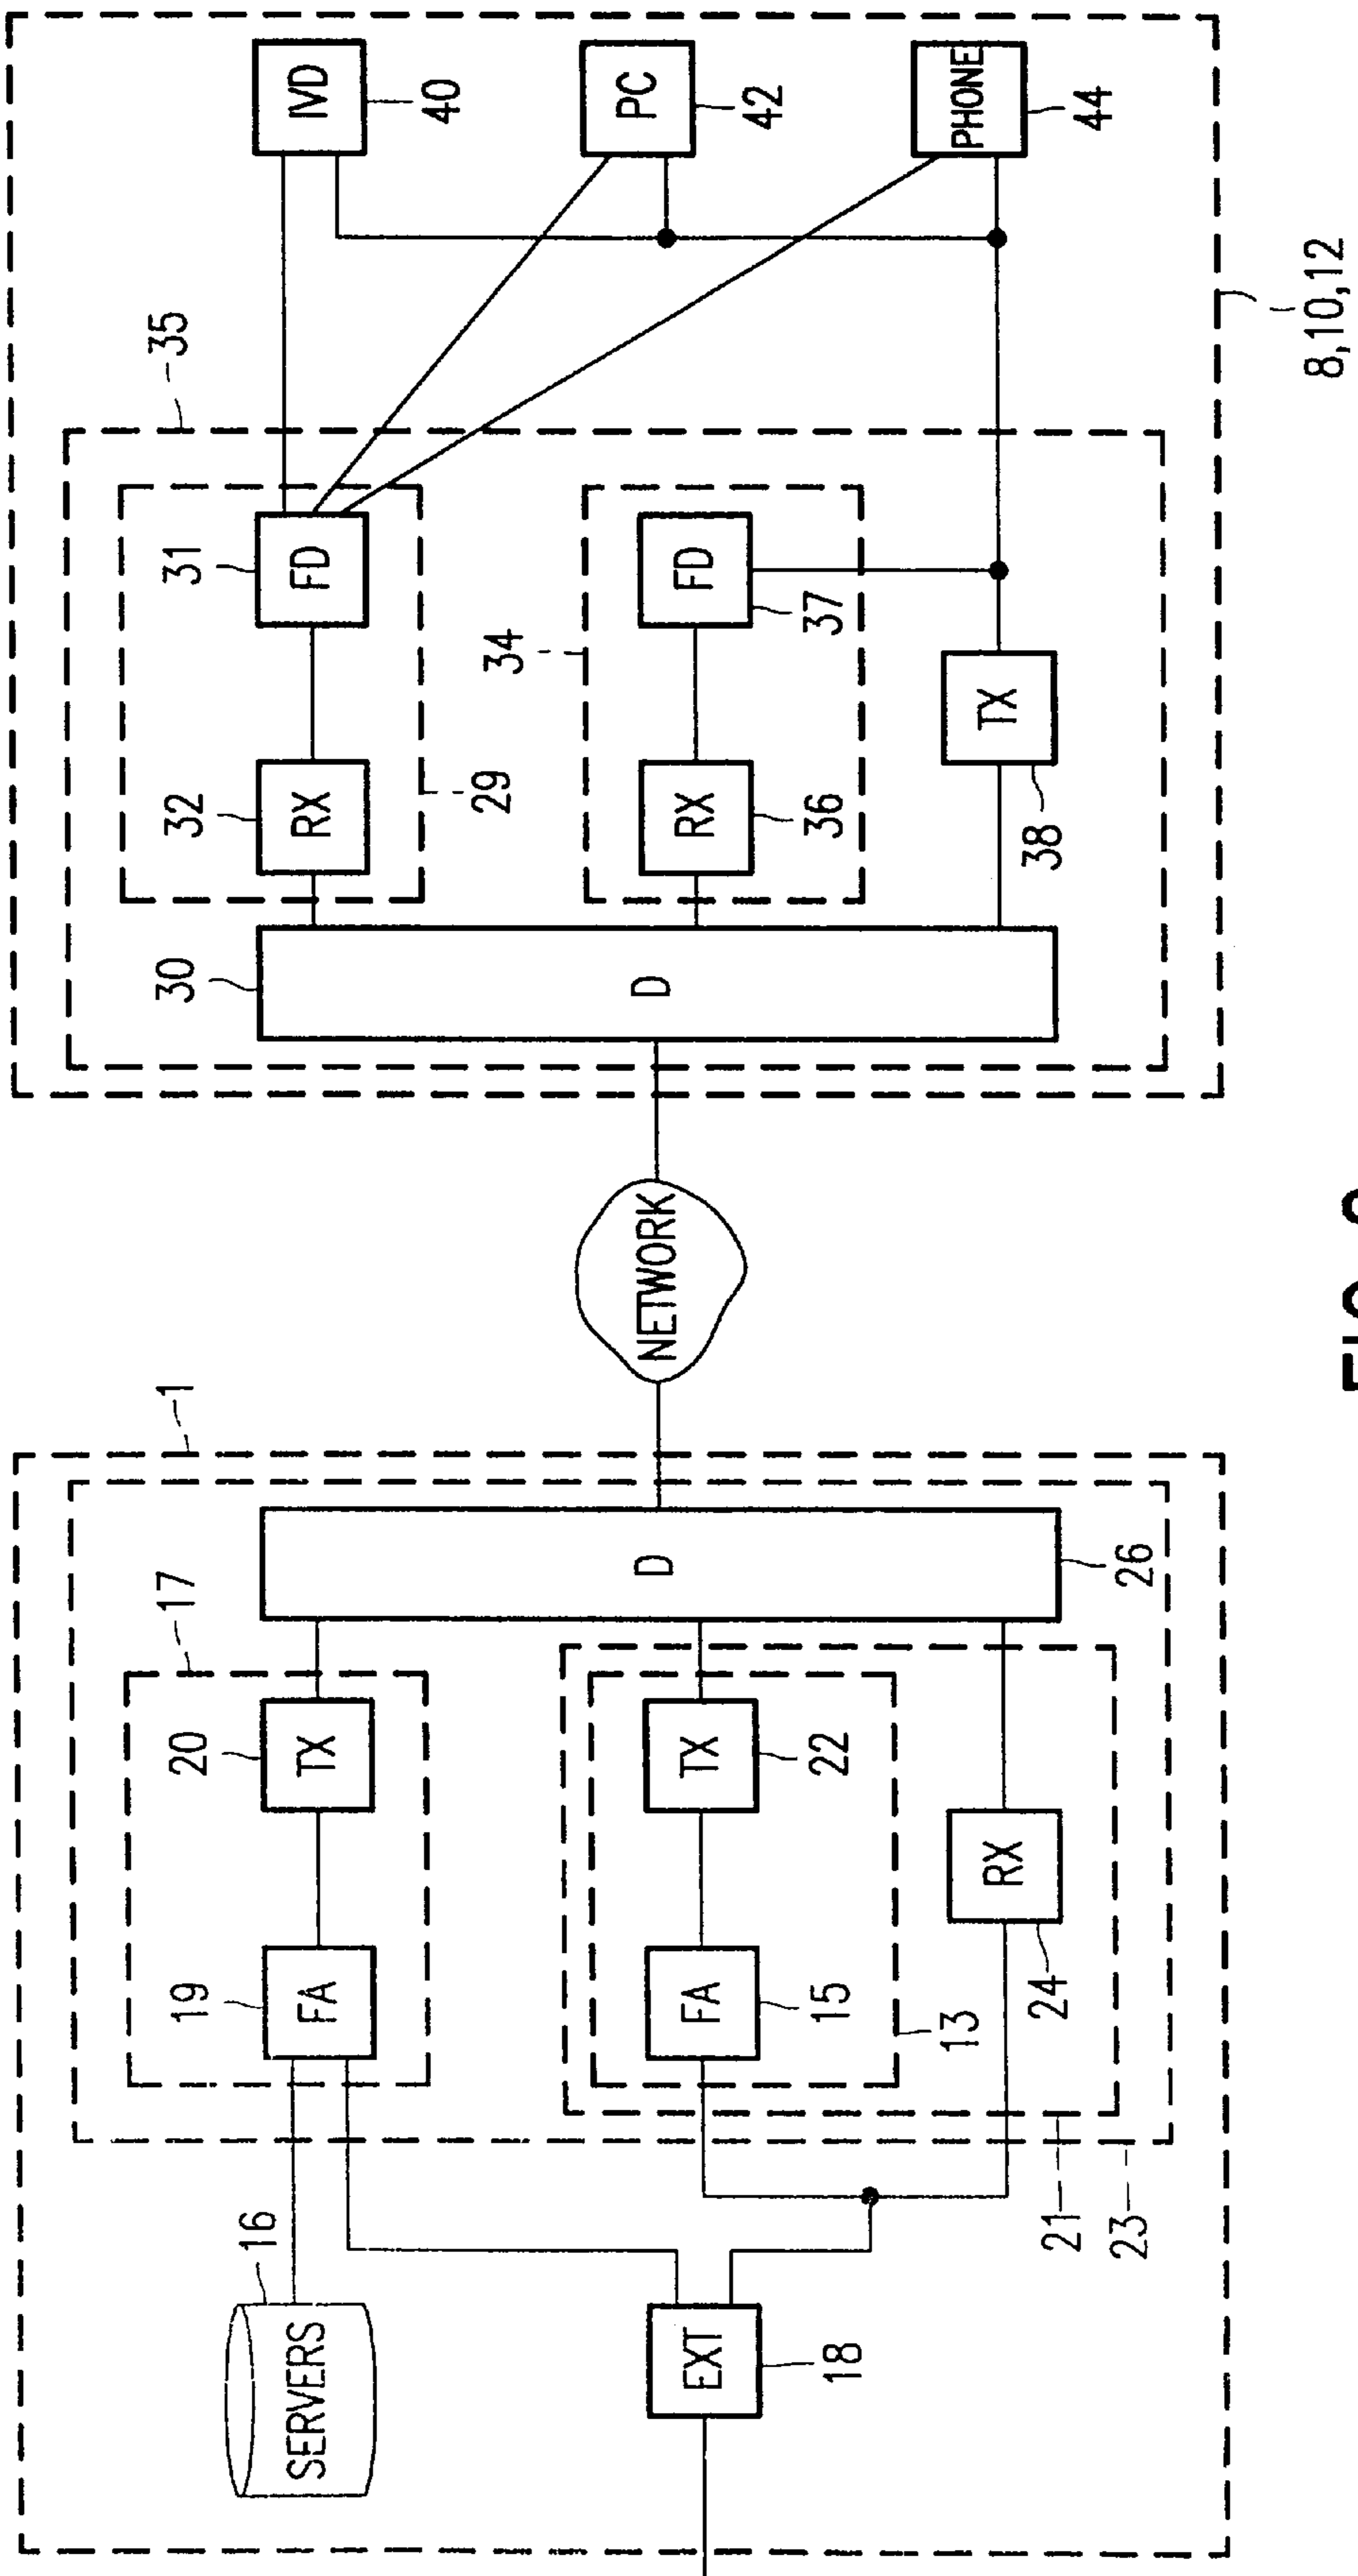 1
35
17
19
20
30
32
31
16
SERVERS
FA
TX
RX
FD
IVD
40
29
34
NETWORK
D
D
EXT
FA
TX
RX
FD
PC
42
18
15
22
36
37
13
24
RX
TX
38
PHONE
44
21
23
26
8,10,12
FIG.